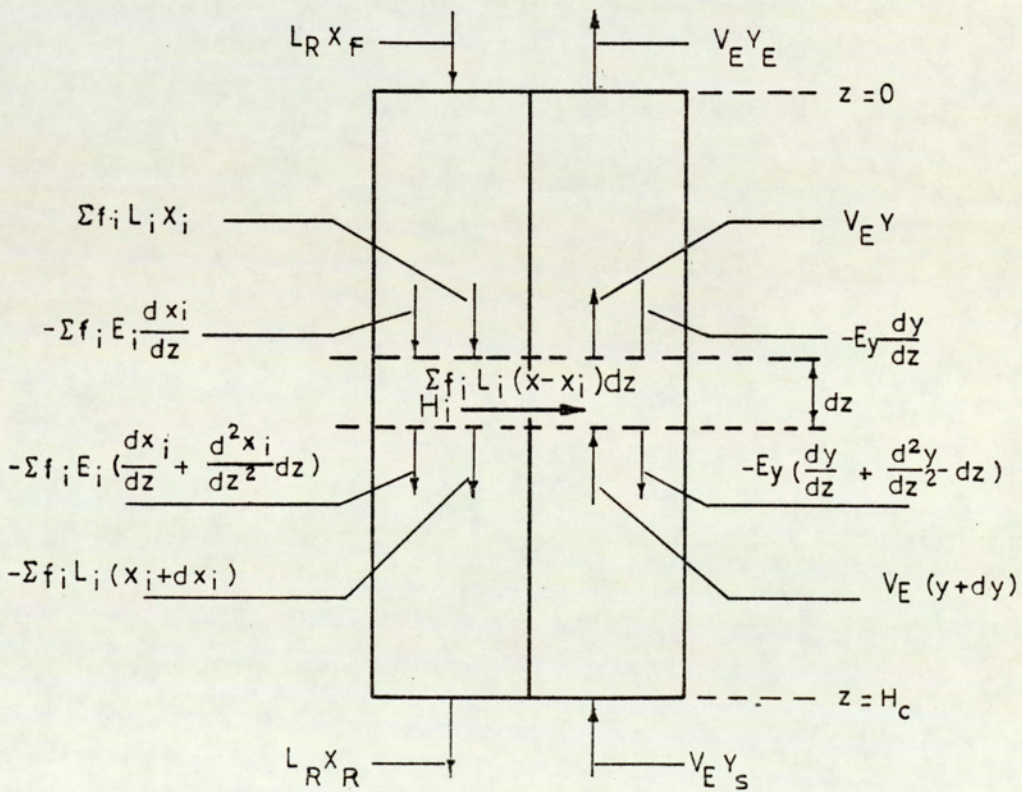 L_R X_F
V_E Y_E
z = 0
Σf_i L_i X_i
V_E Y
-Σf_i E_i dx_i/dz
-E_y dy/dz
Σf_i L_i (x-x_i)dz
H_i
dz
-Σf_i E_i (dx_i/dz + d²x_i/dz² dz)
-E_y (dy/dz + d²y/dz² - dz)
-Σf_i L_i (x_i+dx_i)
V_E (y+dy)
z = H_c
L_R X_R
V_E Y_s